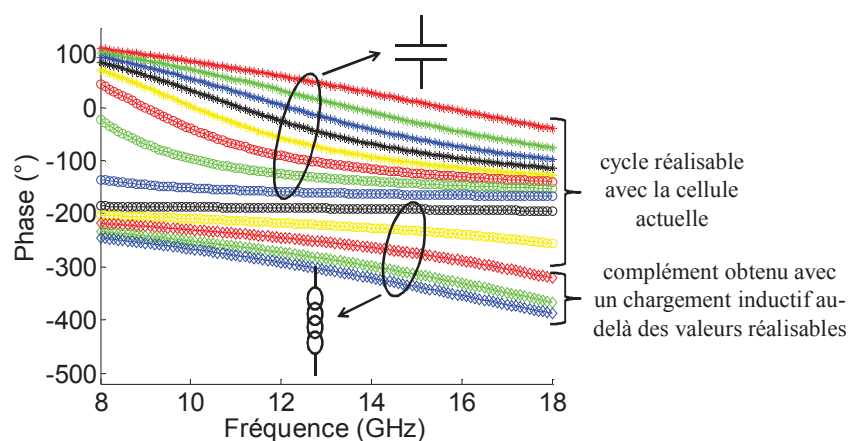 100
0
-100
-200
-300
-400
-500
Phase (°)
8
10
12
14
16
18
Fréquence (GHz)
cycle réalisable
avec la cellule
actuelle
complément obtenu avec
un chargement inductif au-
delà des valeurs réalisables